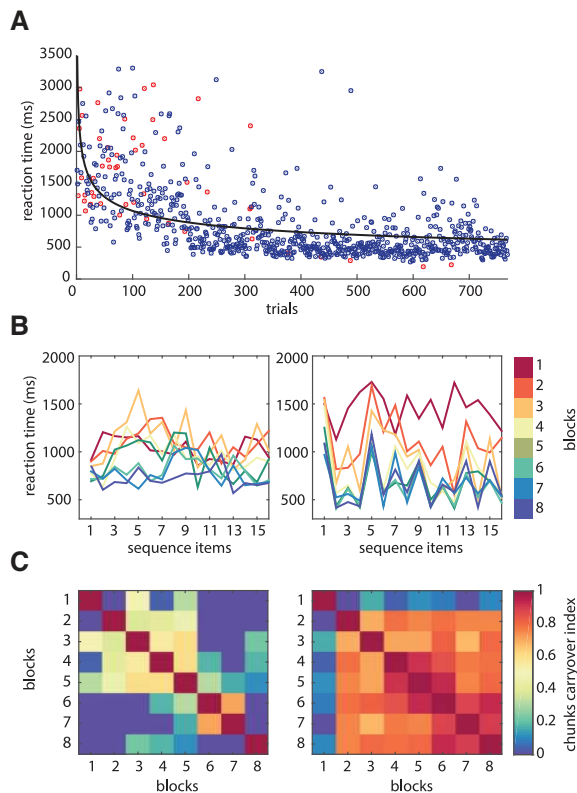 A
3500
3000
2500
2000
1500
1000
500
0
reaction time (ms)
0 100 200 300 400 500 600 700
trials
B
2000
1500
1000
500
reaction time (ms)
1 3 5 7 9 11 13 15
sequence items
2000
1500
1000
500
1 3 5 7 9 11 13 15
sequence items
1
2
3
4
5
6
7
8
blocks
C
1
2
3
4
5
6
7
8
blocks
1 2 3 4 5 6 7 8
blocks
1
2
3
4
5
6
7
8
1 2 3 4 5 6 7 8
blocks
1
0.8
0.6
0.4
0.2
0
chunks carryover index